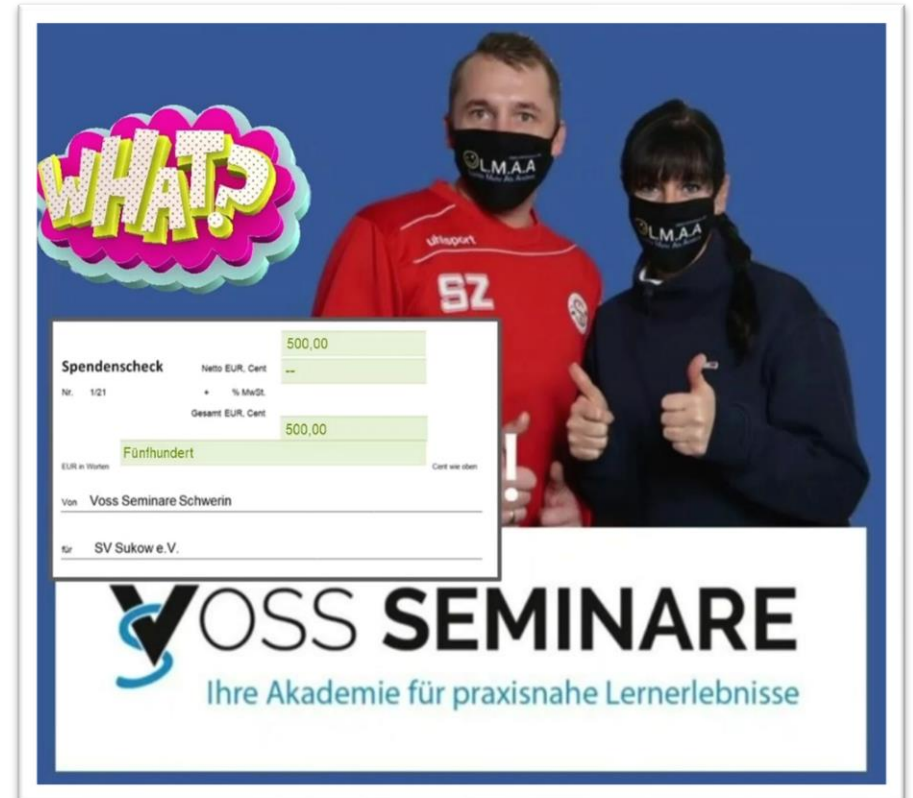 WHAT?
L.M.A.A
L.M.A.A
uhlsport
SZ
500,00
Spendenscheck Netto EUR, Cent --
Nr. 1/21 + % MwSt.
Gesamt EUR, Cent
500,00
Fünfhundert
EUR in Worten Cent wie oben
Von Voss Seminare Schwerin
für SV Sukow e.V.
!
VOSS SEMINARE
Ihre Akademie für praxisnahe Lernerlebnisse